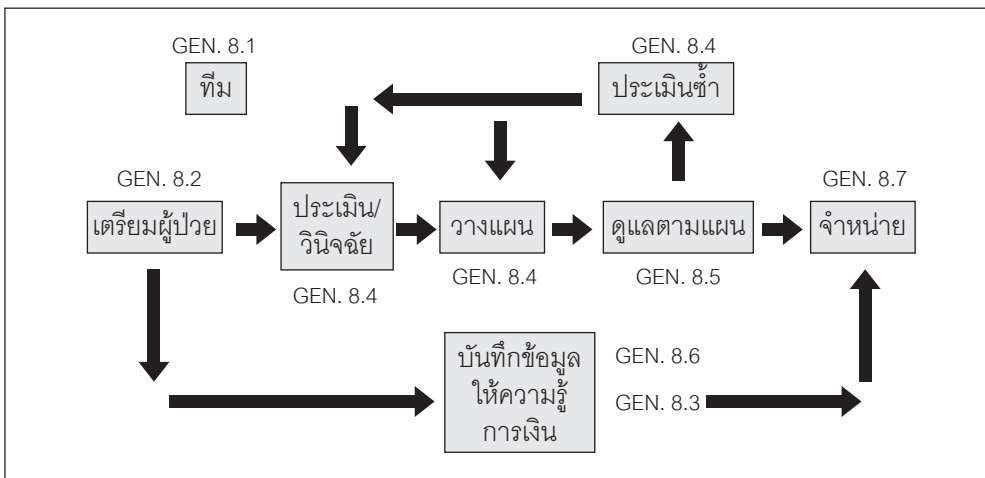 GEN. 8.1
ทีม
GEN. 8.4
ประเมินซ้ำ
GEN. 8.2
เตรียมผู้ป่วย
ประเมิน/
วินิจฉัย
GEN. 8.4
วางแผน
GEN. 8.4
ดูแลตามแผน
GEN. 8.5
GEN. 8.7
จำหน่าย
บันทึกข้อมูล
ให้ความรู้
การเงิน
GEN. 8.6
GEN. 8.3